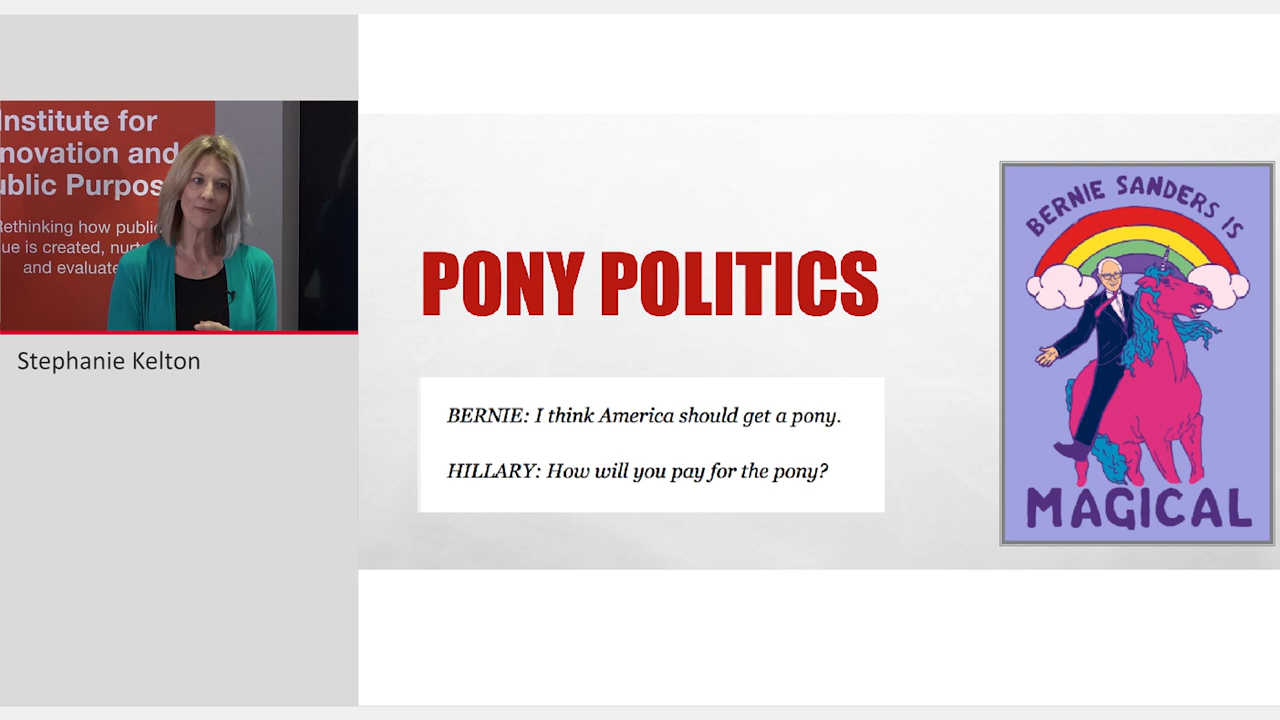 Institute for
nnovation and
ublic Purpos
Rethinking how public
ue is created, nurt
and evaluate
Stephanie Kelton
PONY POLITICS
BERNIE: I think America should get a pony.
HILLARY: How will you pay for the pony?
BERNIE SANDERS IS
MAGICAL